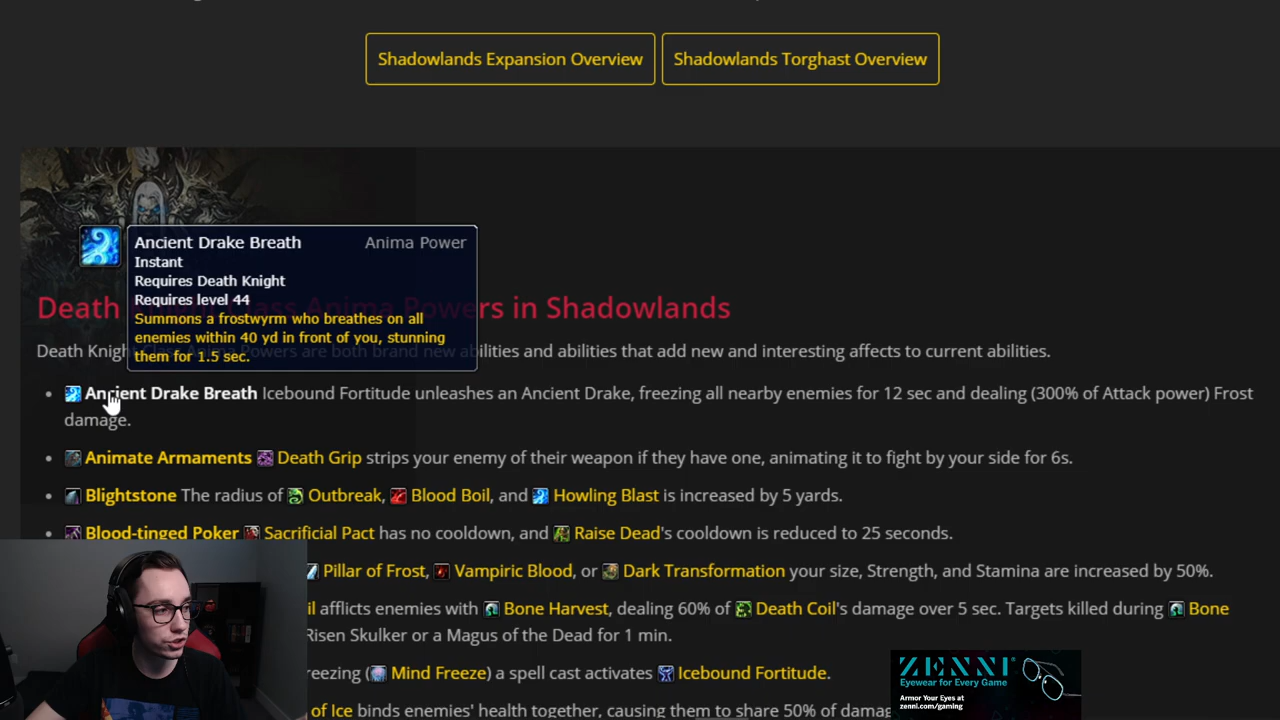 Shadowlands Expansion Overview
Shadowlands Torghast Overview
Ancient Drake Breath Anima Power
Instant
Requires Death Knight
Requires level 44
Summons a frostwyrm who breathes on all
enemies within 40 yd in front of you, stunning
them for 1.5 sec.
Death Knight Class Anima Powers in Shadowlands
Death Knight Class Anima Powers are both brand new abilities and abilities that add new and interesting affects to current abilities.
Ancient Drake Breath Icebound Fortitude unleashes an Ancient Drake, freezing all nearby enemies for 12 sec and dealing (300% of Attack power) Frost
damage.
Animate Armaments Death Grip strips your enemy of their weapon if they have one, animating it to fight by your side for 6s.
Blightstone The radius of Outbreak, Blood Boil, and Howling Blast is increased by 5 yards.
Blood-tinged Poker Sacrificial Pact has no cooldown, and Raise Dead's cooldown is reduced to 25 seconds.
Pillar of Frost, Vampiric Blood, or Dark Transformation your size, Strength, and Stamina are increased by 50%.
afflicts enemies with Bone Harvest, dealing 60% of Death Coil's damage over 5 sec. Targets killed during Bone
Risen Skulker or a Magus of the Dead for 1 min.
(Mind Freeze) a spell cast activates Icebound Fortitude.
of Ice binds enemies' health together, causing them to share 50% of
ZENNI
Eyewear for Every Game
Armor Your Eyes at
zenni.com/gaming